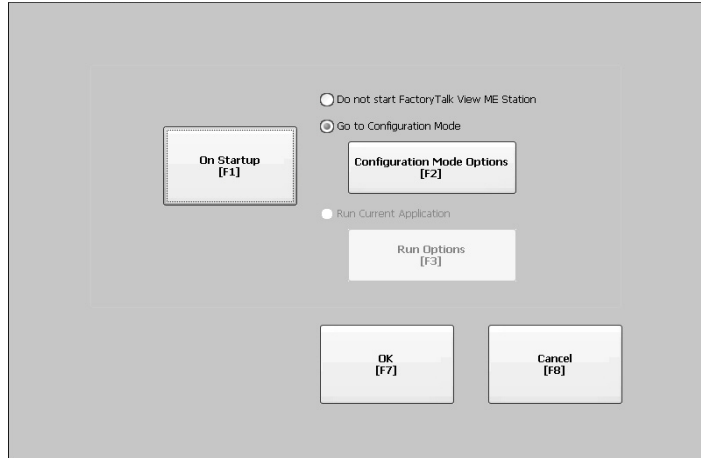 Do not start FactoryTalk View ME Station
Go to Configuration Mode
On Startup
[F1]
Configuration Mode Options
[F2]
Run Current Application
Run Options
[F3]
OK
[F7]
Cancel
[F8]